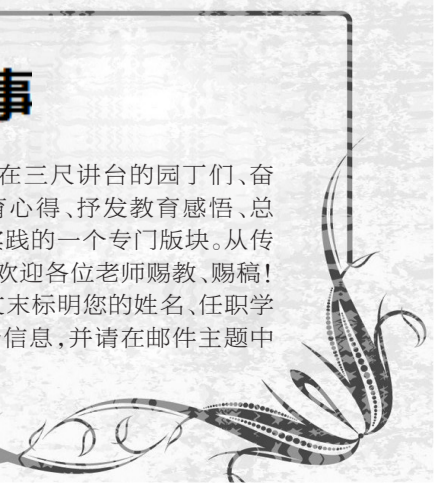 事
在三尺讲台的园丁们、奋
育心得、抒发教育感悟、总
实践的一个专门版块。从传
欢迎各位老师赐教、赐稿！
文末标明您的姓名、任职学
信息，并请在邮件主题中